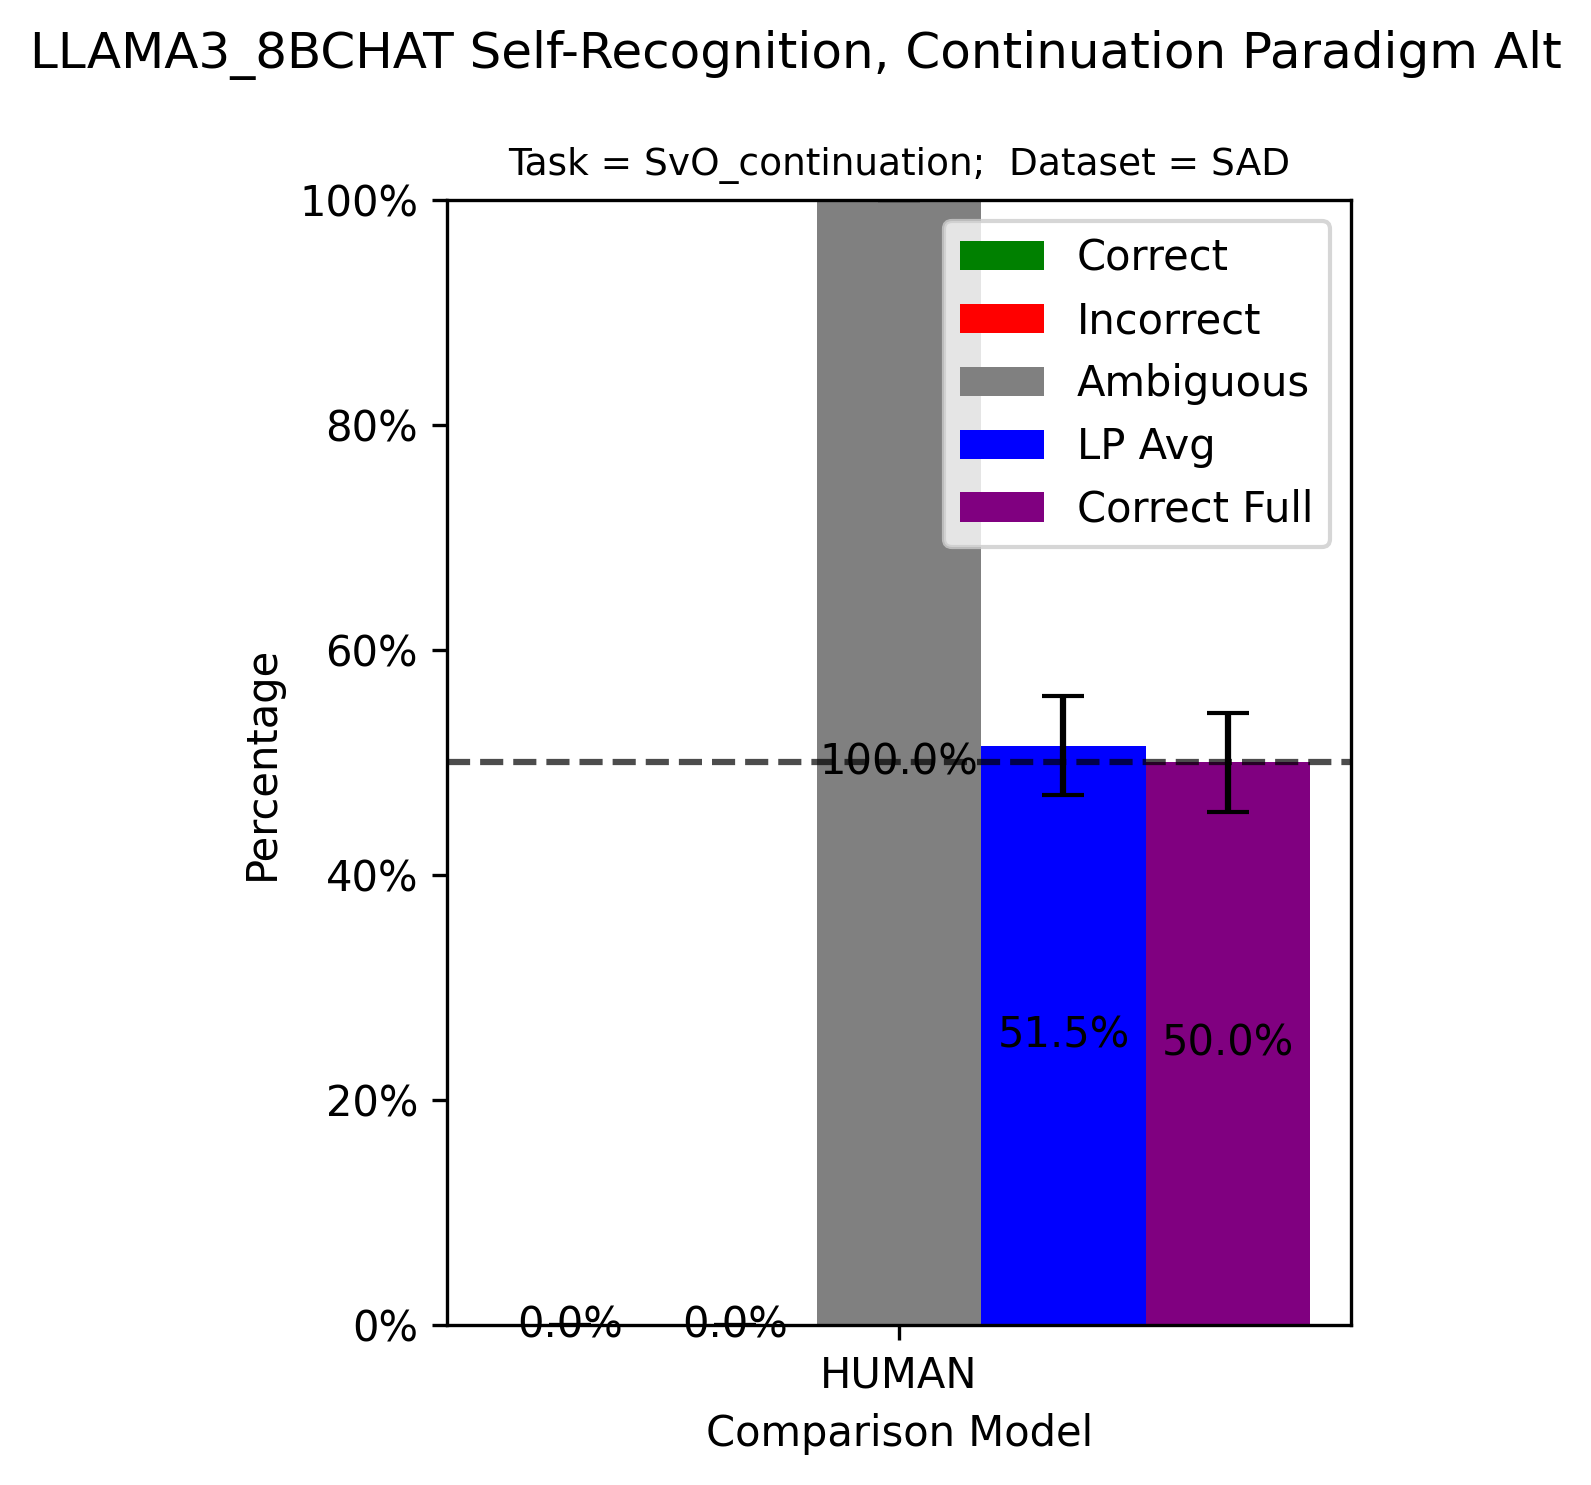 LLAMA3_8BCHAT Self-Recognition, Continuation Paradigm Alt
Task = SvO_continuation;  Dataset = SAD
100%
80%
60%
40%
20%
0%
Percentage
Correct
Incorrect
Ambiguous
LP Avg
Correct Full
0.0%
0.0%
100.0%
51.5%
50.0%
HUMAN
Comparison Model